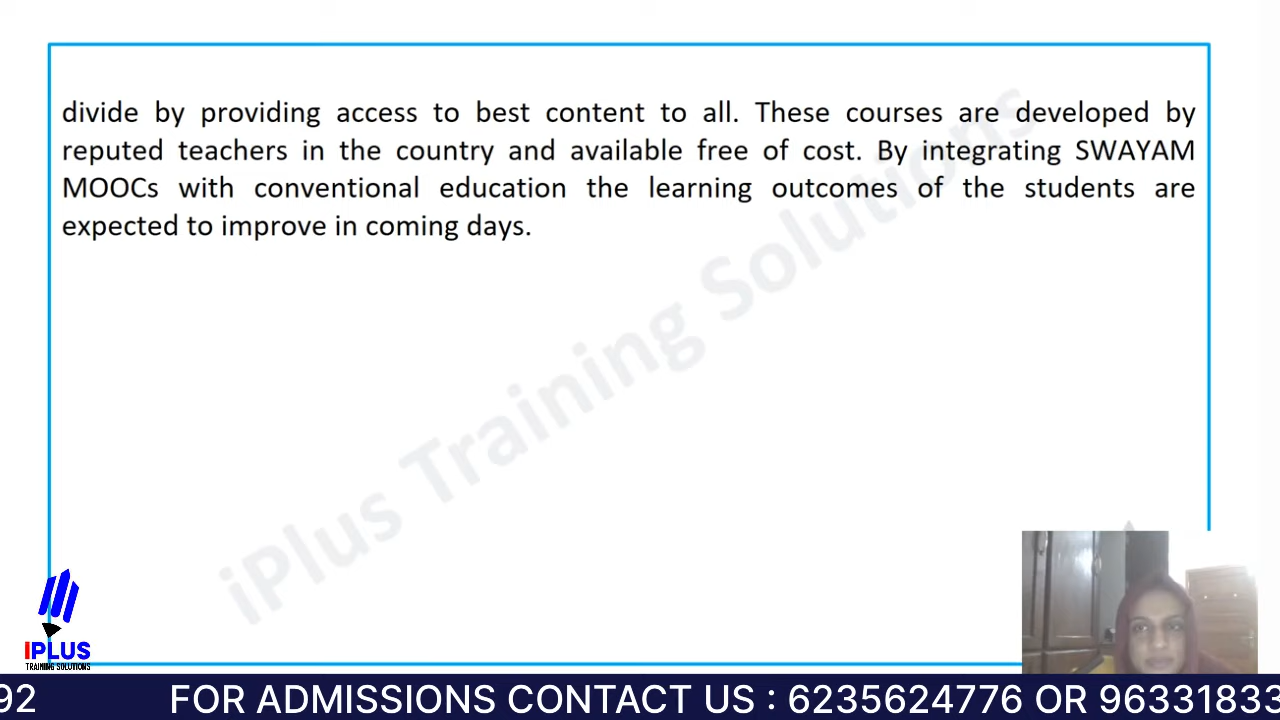 divide by providing access to best content to all. These courses are developed by
reputed teachers in the country and available free of cost. By integrating SWAYAM
MOOCs with conventional education the learning outcomes of the students are
expected to improve in coming days.
iPlus Training Solutions
IPLUS
TRAINING SOLUTIONS
92 FOR ADMISSIONS CONTACT US : 6235624776 OR 96331833